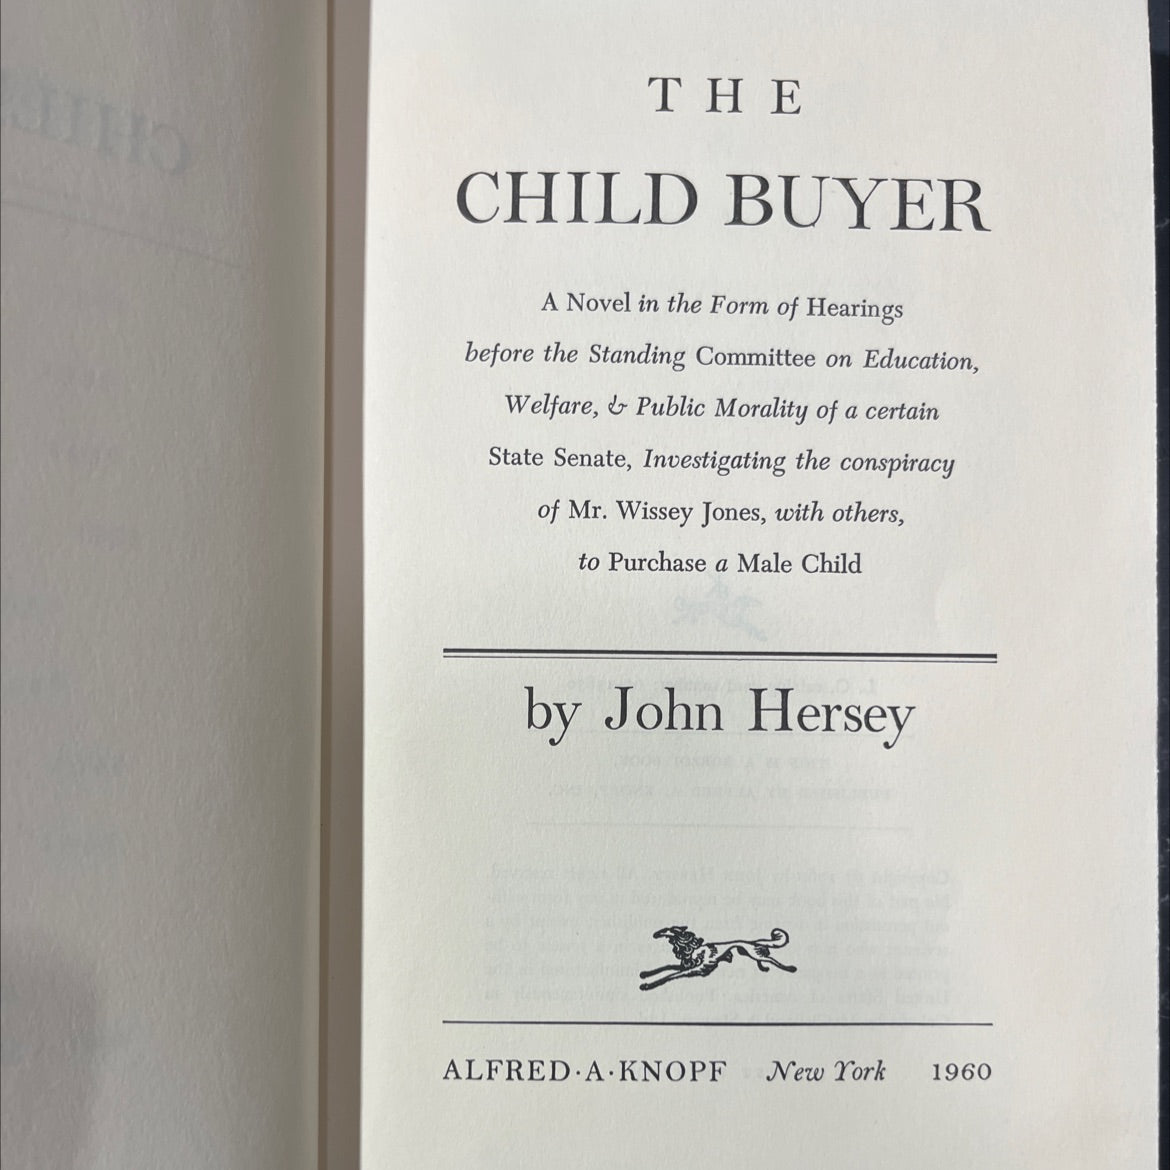 THE
CHILD BUYER
A Novel in the Form of Hearings
before the Standing Committee on Education,
Welfare, & Public Morality of a certain
State Senate, Investigating the conspiracy
of Mr. Wissey Jones, with others,
to Purchase a Male Child
by John Hersey
ALFRED·A·KNOPF New York 1960